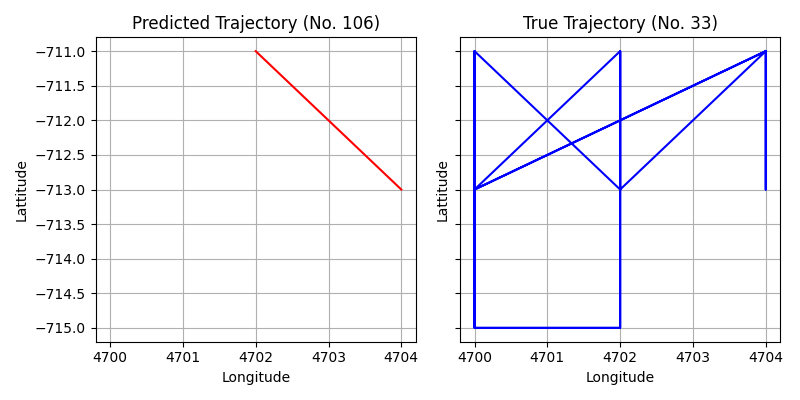 Predicted Trajectory (No. 106)
True Trajectory (No. 33)
−711.0
−711.5
−712.0
−712.5
−713.0
−713.5
−714.0
−714.5
−715.0
Lattitude
Lattitude
4700 4701 4702 4703 4704
4700 4701 4702 4703 4704
Longitude
Longitude